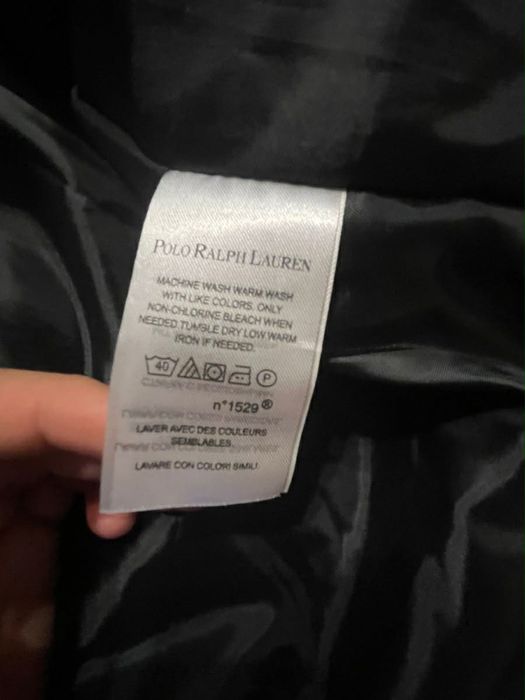 POLO RALPH LAUREN
MACHINE WASH WARM WASH
WITH LIKE COLORS. ONLY
NON-CHLORINE BLEACH WHEN
NEEDED.TUMBLE DRY LOW WARM
IRON IF NEEDED.
40 P
n°1529 ®
LAVER AVEC DES COULEURS
SEMBLABLES.
LAVARE CON COLORI SIMILI.